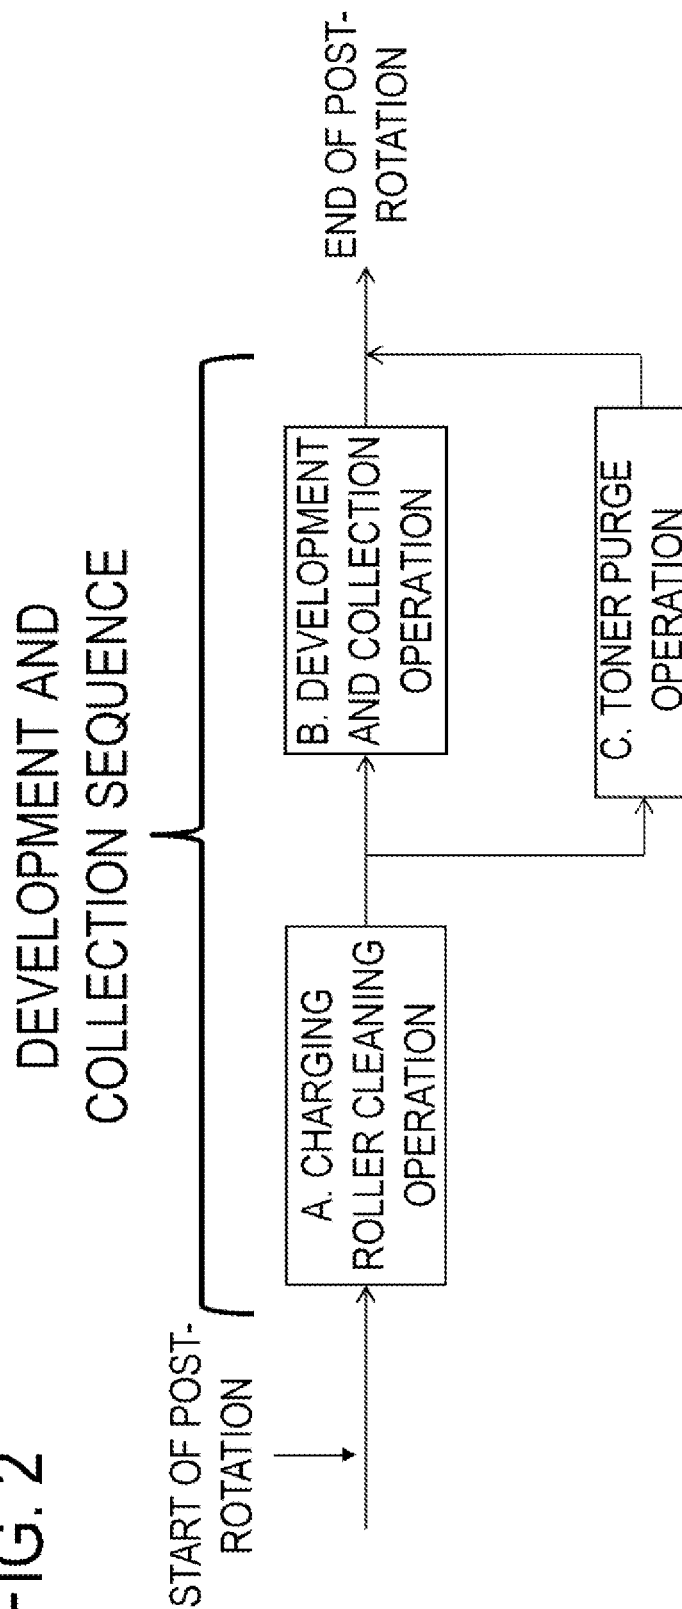 FIG. 2
DEVELOPMENT AND
COLLECTION SEQUENCE
START OF POST-
ROTATION
A. CHARGING
ROLLER CLEANING
OPERATION
B. DEVELOPMENT
AND COLLECTION
OPERATION
C. TONER PURGE
OPERATION
END OF POST-
ROTATION